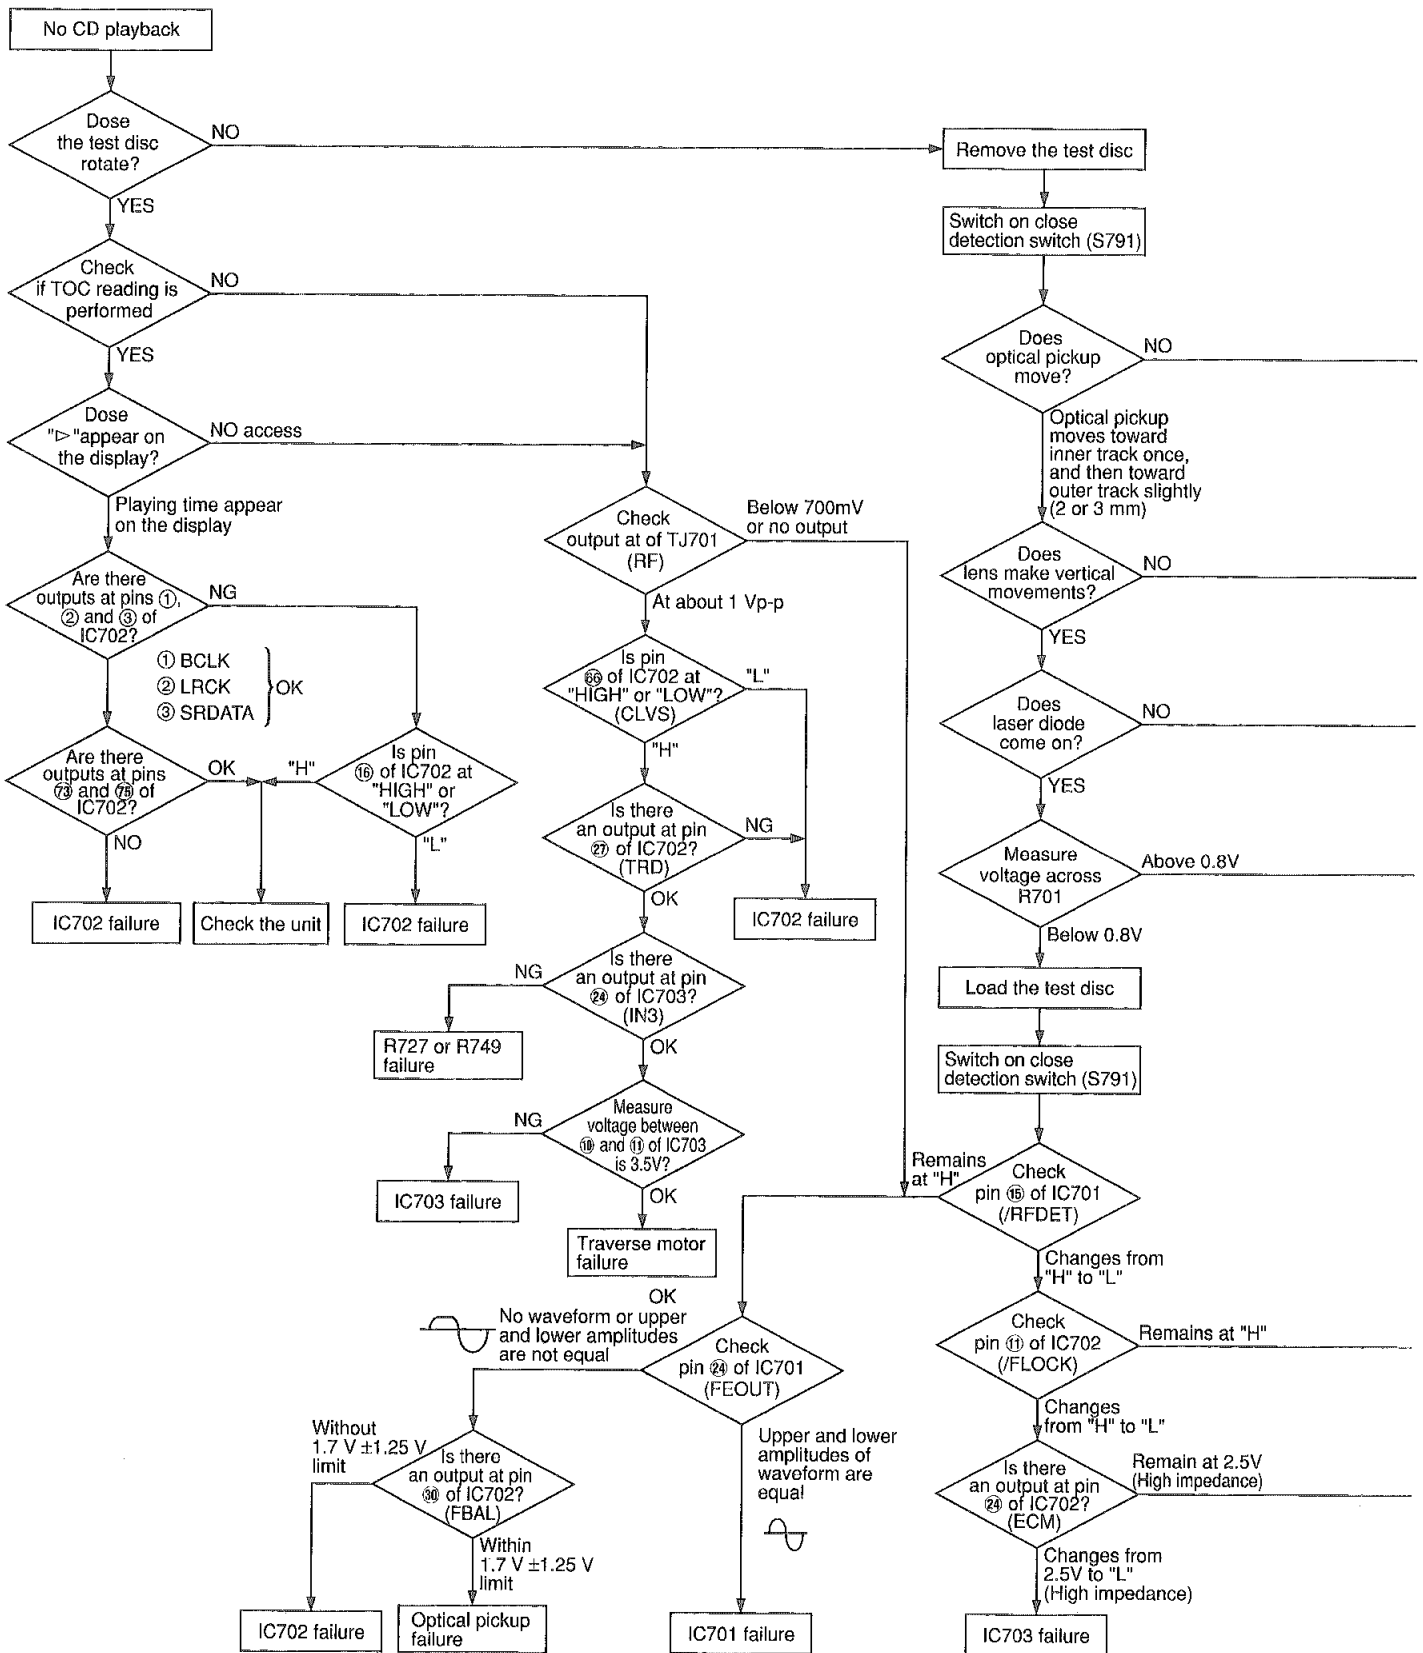 No CD playback
Dose
the test disc
rotate?
NO
YES
Remove the test disc
Switch on close
detection switch (S791)
Check
if TOC reading is
performed
NO
YES
Does
optical pickup
move?
NO
Optical pickup
moves toward
inner track once,
and then toward
outer track slightly
(2 or 3 mm)
Dose
"▷"appear on
the display?
NO access
Playing time appear
on the display
Check
output at of TJ701
(RF)
Below 700mV
or no output
At about 1 Vp-p
Does
lens make vertical
movements?
NO
YES
Are there
outputs at pins ①,
② and ③ of
IC702?
NG
① BCLK
② LRCK
③ SRDATA
OK
Is pin
66 of IC702 at
"HIGH" or "LOW"?
(CLVS)
"L"
"H"
Does
laser diode
come on?
NO
YES
Are there
outputs at pins
73 and 75 of
IC702?
OK
NO
"H"
Is pin
⑯ of IC702 at
"HIGH" or
"LOW"?
"L"
Is there
an output at pin
㉗ of IC702?
(TRD)
NG
OK
Measure
voltage across
R701
Above 0.8V
Below 0.8V
IC702 failure
Check the unit
IC702 failure
IC702 failure
Is there
an output at pin
㉔ of IC703?
(IN3)
NG
OK
Load the test disc
R727 or R749
failure
Switch on close
detection switch (S791)
Measure
voltage between
⑩ and ⑪ of IC703
is 3.5V?
NG
OK
IC703 failure
Traverse motor
failure
Remains
at "H"
Check
pin ⑮ of IC701
(/RFDET)
Changes from
"H" to "L"
OK
No waveform or upper
and lower amplitudes
are not equal
Check
pin ㉔ of IC701
(FEOUT)
Upper and lower
amplitudes of
waveform are
equal
Check
pin ⑪ of IC702
(/FLOCK)
Remains at "H"
Changes
from "H" to "L"
Without
1.7 V ±1.25 V
limit
Is there
an output at pin
㉚ of IC702?
(FBAL)
Within
1.7 V ±1.25 V
limit
Is there
an output at pin
㉔ of IC702?
(ECM)
Remain at 2.5V
(High impedance)
Changes from
2.5V to "L"
(High impedance)
IC702 failure
Optical pickup
failure
IC701 failure
IC703 failure